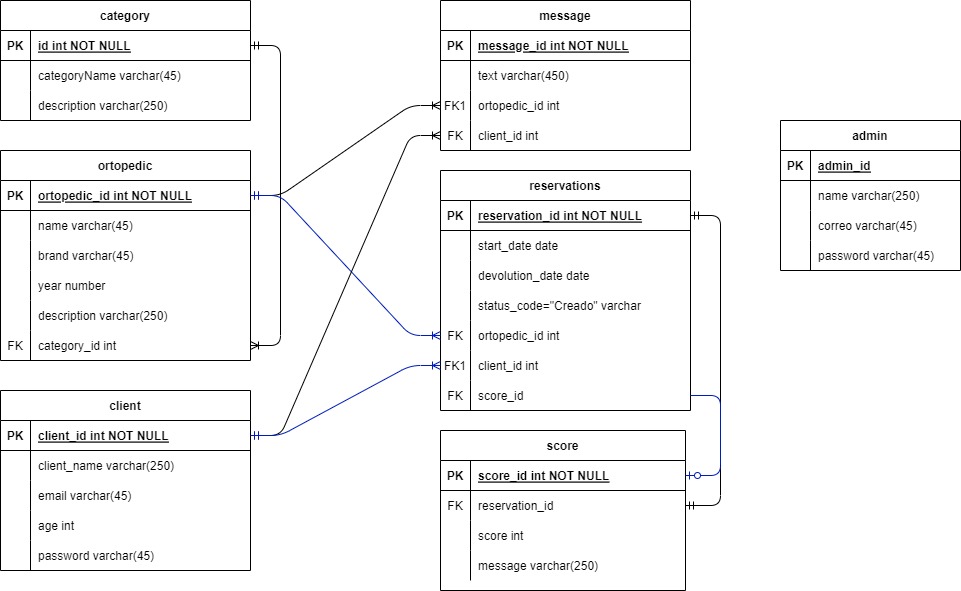 category
PK id int NOT NULL
categoryName varchar(45)
description varchar(250)
ortopedic
PK ortopedic_id int NOT NULL
name varchar(45)
brand varchar(45)
year number
description varchar(250)
FK category_id int
client
PK client_id int NOT NULL
client_name varchar(250)
email varchar(45)
age int
password varchar(45)
message
PK message_id int NOT NULL
text varchar(450)
FK1 ortopedic_id int
FK client_id int
reservations
PK reservation_id int NOT NULL
start_date date
devolution_date date
status_code="Creado" varchar
FK ortopedic_id int
FK1 client_id int
FK score_id
score
PK score_id int NOT NULL
FK reservation_id
score int
message varchar(250)
admin
PK admin_id
name varchar(250)
correo varchar(45)
password varchar(45)